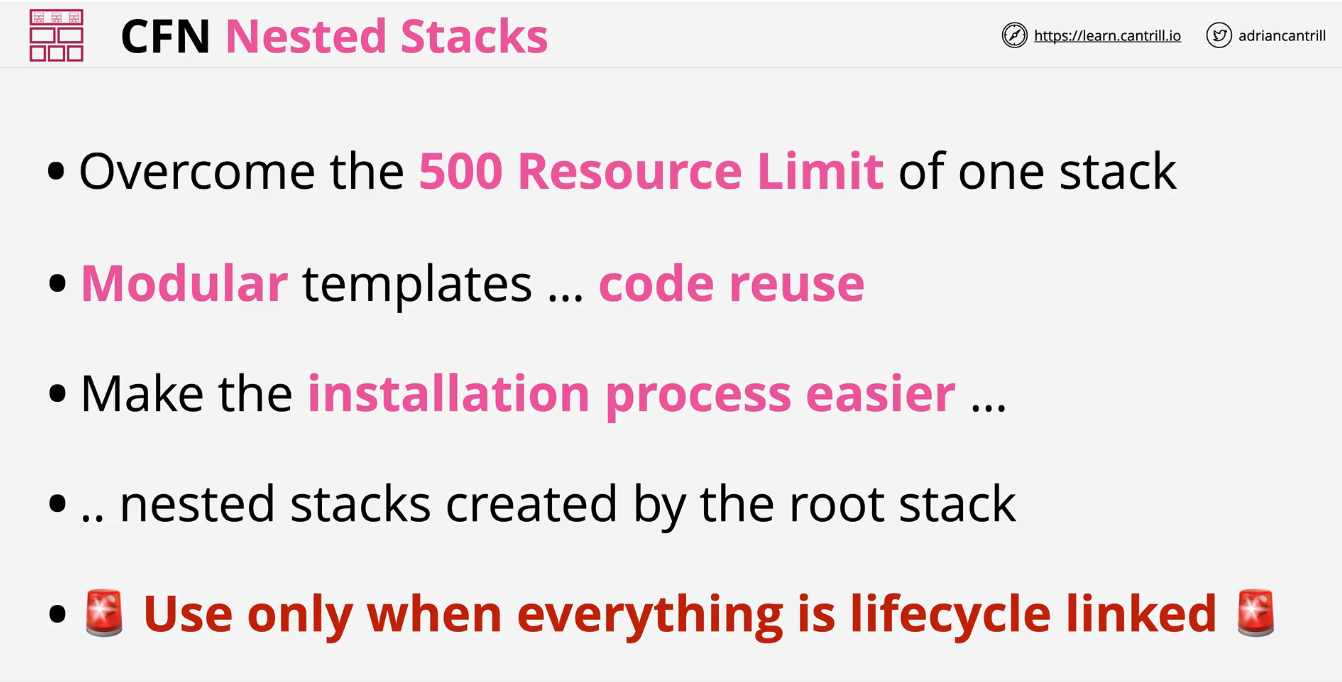 CFN Nested Stacks
https://learn.cantrill.io
adriancantrill
• Overcome the 500 Resource Limit of one stack
• Modular templates ... code reuse
• Make the installation process easier ...
• .. nested stacks created by the root stack
• 🚨 Use only when everything is lifecycle linked 🚨